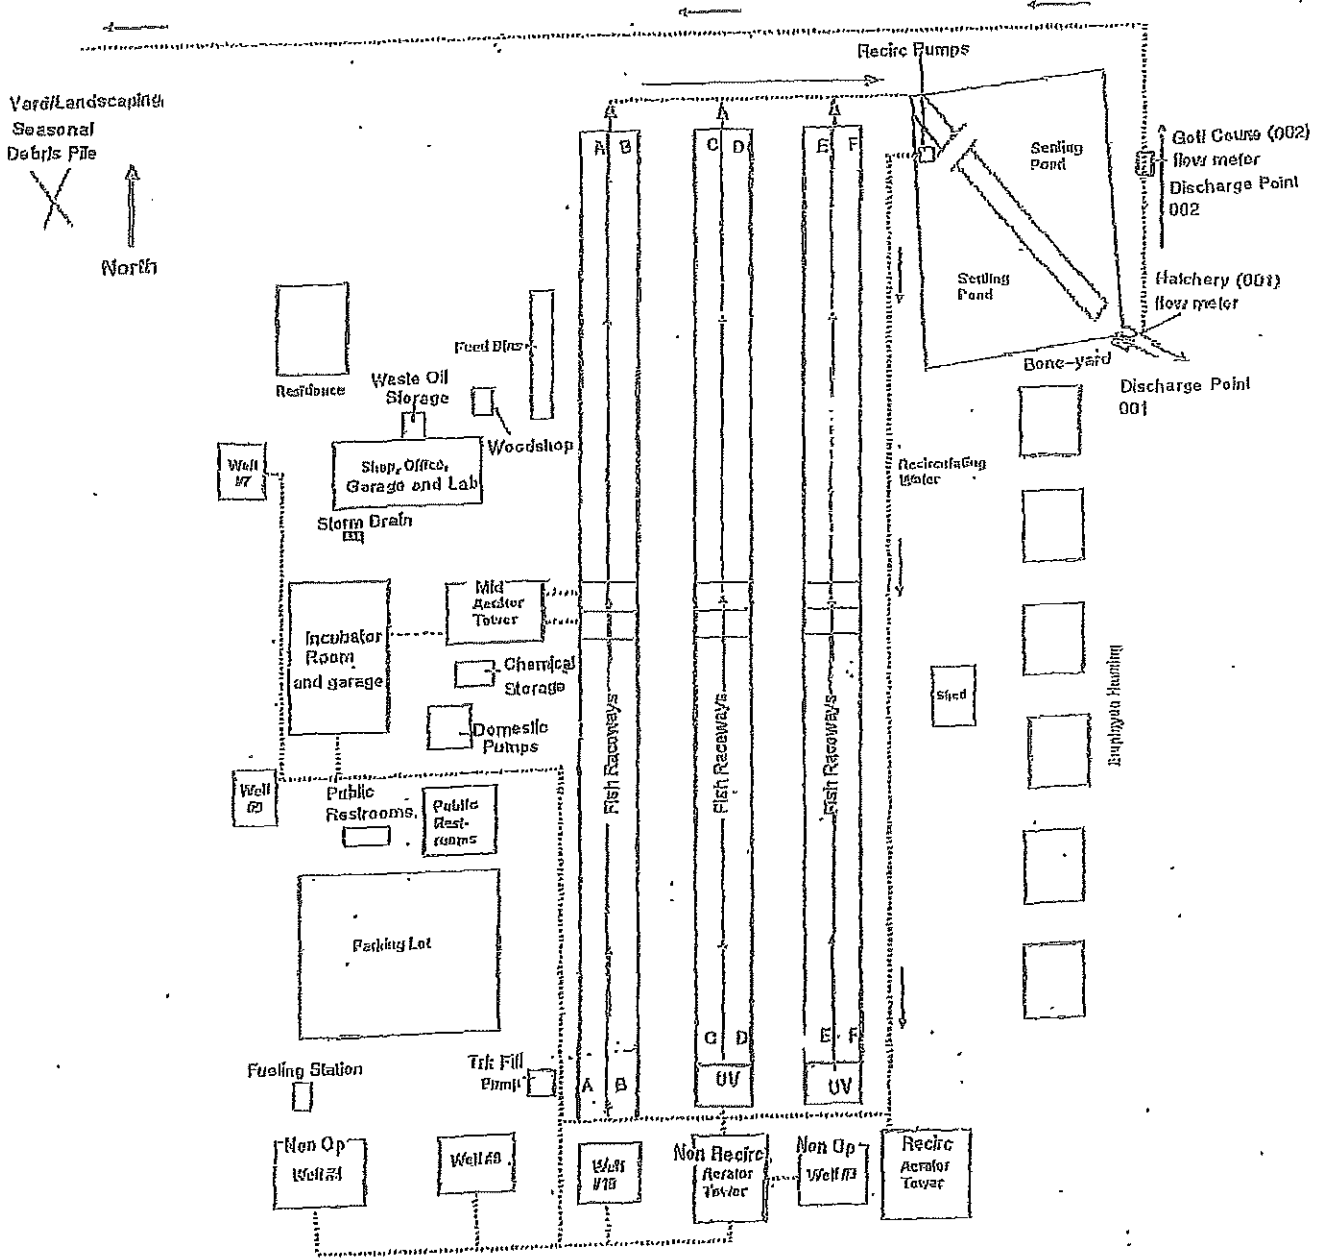 Recirc Pumps
Yard/Landscaping
Seasonal
Debris Pile
North
A B
C D
E F
Settling
Pond
Golf Course (002)
flow meter
Discharge Point
002
Settling
Pond
Hatchery (001)
flow meter
Bone-yard
Discharge Point
001
Residence
Feed Bins
Waste Oil
Storage
Woodshop
Well
#7
Shop, Office,
Garage and Lab
Storm Drain
Recirculating
Water
Mid
Aerator
Tower
Incubator
Room
and garage
Chemical
Storage
Domestic
Pumps
Shed
Employee Housing
Fish Raceways
Fish Raceways
Fish Raceways
Well
Public
Restrooms
Public
Rest-
rooms
Parking Lot
Fueling Station
Trk Fill
Pump
A B
C D
UV
E F
UV
Non Op
Well
Well
Well
#10
Non Recirc
Aerator
Tower
Non Op
Well #3
Recirc
Aerator
Tower